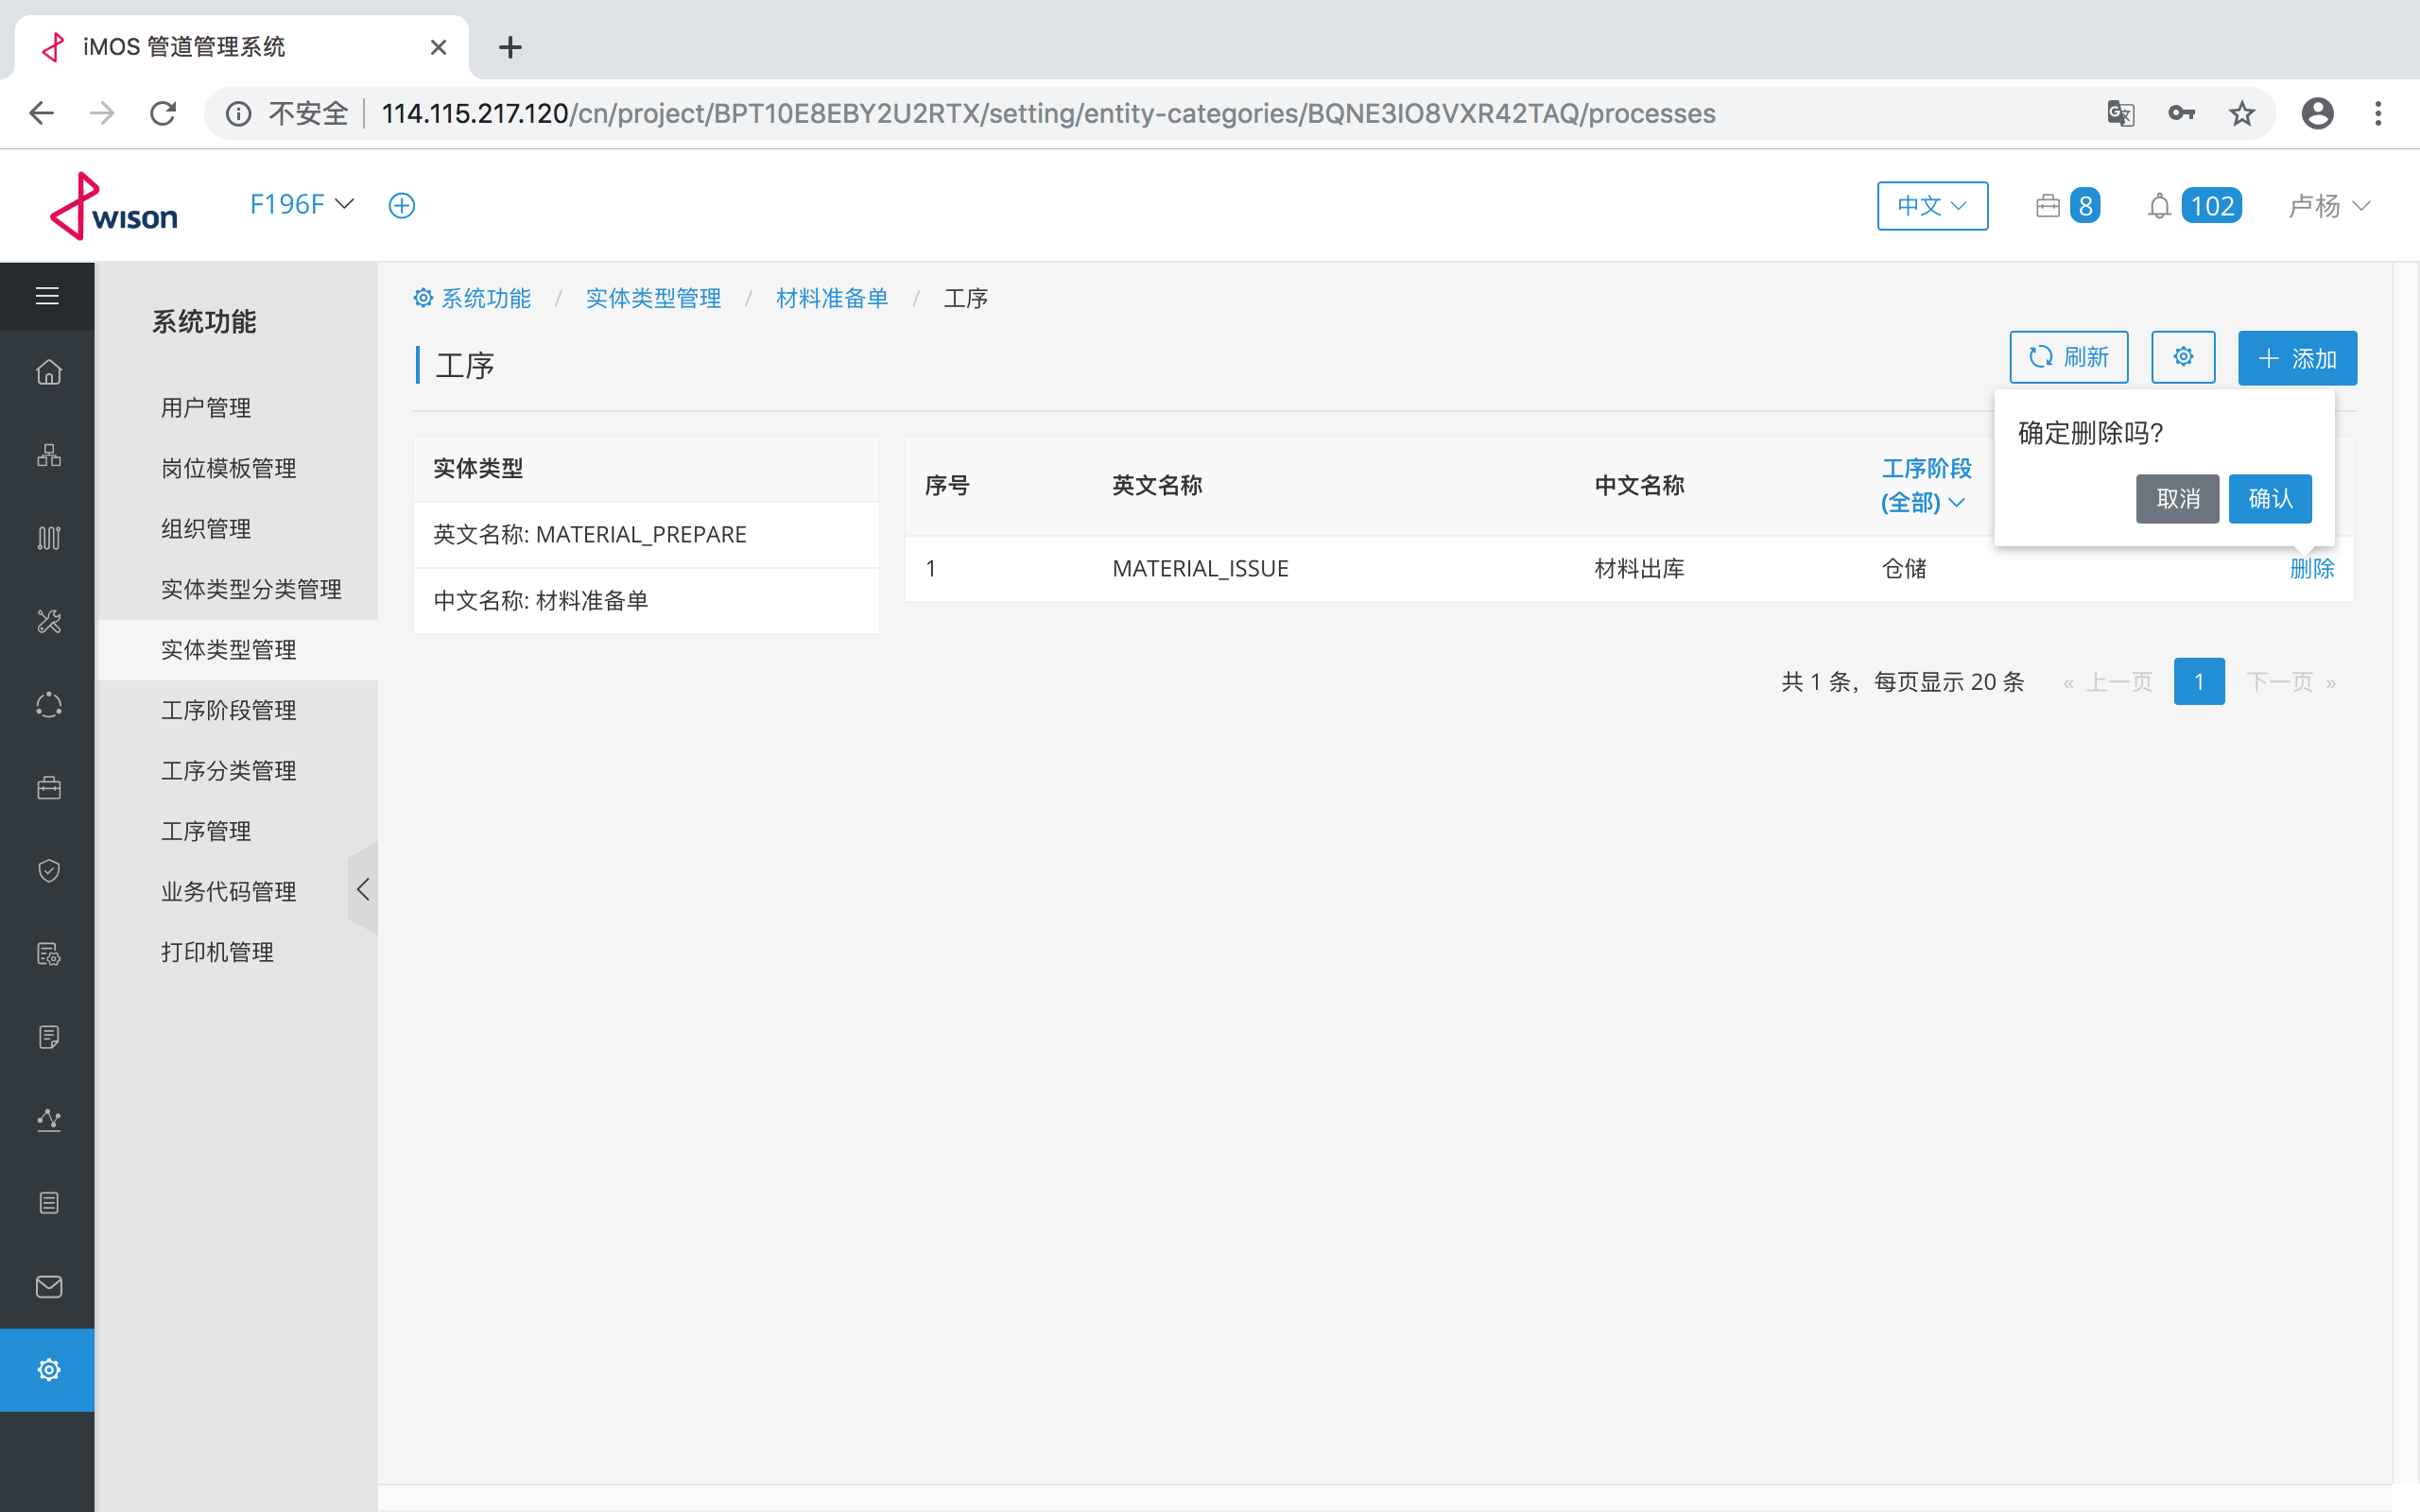 iMOS 管道管理系统
不安全 114.115.217.120/cn/project/BPT10E8EBY2U2RTX/setting/entity-categories/BQNE3IO8VXR42TAQ/processes
wison F196F 中文 8 102 卢杨
系统功能
用户管理
岗位模板管理
组织管理
实体类型分类管理
实体类型管理
工序阶段管理
工序分类管理
工序管理
业务代码管理
打印机管理
系统功能 / 实体类型管理 / 材料准备单 / 工序
工序
刷新 添加
确定删除吗?
取消 确认
实体类型
英文名称: MATERIAL_PREPARE
中文名称: 材料准备单
序号 英文名称 中文名称 工序阶段
(全部)
1 MATERIAL_ISSUE 材料出库 仓储 删除
共 1 条，每页显示 20 条 « 上一页 1 下一页 »